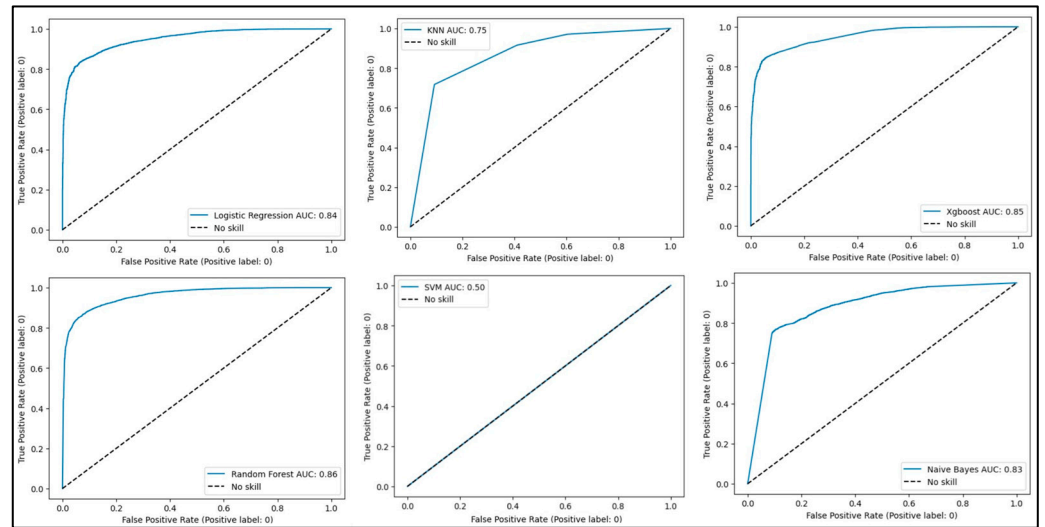 1.0
0.8
0.6
0.4
0.2
0.0
True Positive Rate (Positive label: 0)
Logistic Regression AUC: 0.84
No skill
0.0 0.2 0.4 0.6 0.8 1.0
False Positive Rate (Positive label: 0)
KNN AUC: 0.75
No skill
1.0
0.8
0.6
0.4
0.2
0.0
True Positive Rate (Positive label: 0)
0.0 0.2 0.4 0.6 0.8 1.0
False Positive Rate (Positive label: 0)
1.0
0.8
0.6
0.4
0.2
0.0
True Positive Rate (Positive label: 0)
Xgboost AUC: 0.85
No skill
0.0 0.2 0.4 0.6 0.8 1.0
False Positive Rate (Positive label: 0)
1.0
0.8
0.6
0.4
0.2
0.0
True Positive Rate (Positive label: 0)
Random Forest AUC: 0.86
No skill
0.0 0.2 0.4 0.6 0.8 1.0
False Positive Rate (Positive label: 0)
SVM AUC: 0.50
No skill
1.0
0.8
0.6
0.4
0.2
0.0
True Positive Rate (Positive label: 0)
0.0 0.2 0.4 0.6 0.8 1.0
False Positive Rate (Positive label: 0)
1.0
0.8
0.6
0.4
0.2
0.0
True Positive Rate (Positive label: 0)
Naive Bayes AUC: 0.83
No skill
0.0 0.2 0.4 0.6 0.8 1.0
False Positive Rate (Positive label: 0)